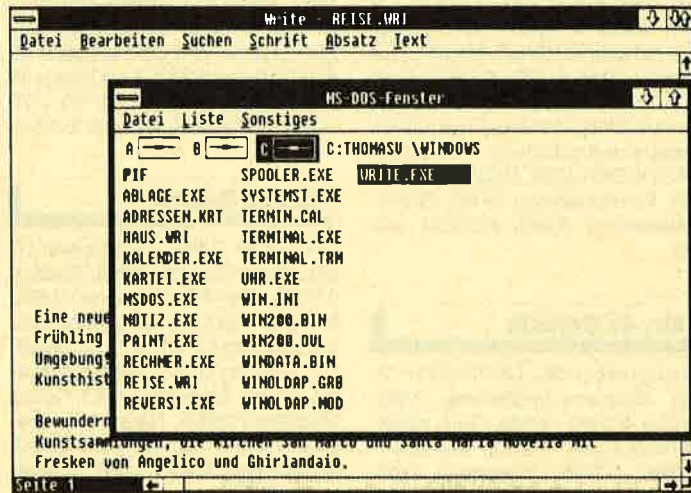 Write - REISE.WRI
Datei Bearbeiten Suchen Schrift Absatz Text
MS-DOS-Fenster
Datei Liste Sonstiges
A B C C:THOMASV \WINDOWS
PIF SPOOLER.EXE WRITE.EXE
ABLAGE.EXE SYSTEMST.EXE
ADRESSEN.KRT TERMIN.CAL
HAUS.WRI TERMINAL.EXE
KALENDER.EXE TERMINAL.TRM
KARTEI.EXE UHR.EXE
MSDOS.EXE WIN.INI
Eine neue NOTIZ.EXE WIN200.BIN
Frühling PAINT.EXE WIN200.OVL
Umgebung RECHNER.EXE WINDATA.BIN
Kunsthist REISE.WRI WINOLDAP.GRB
REVERSI.EXE WINOLDAP.MOD
Bewundern
Kunstsammlungen, die Kirchen San Marco und Santa Maria Novella mit
Fresken von Angelico und Ghirlandaio.
Seite 1